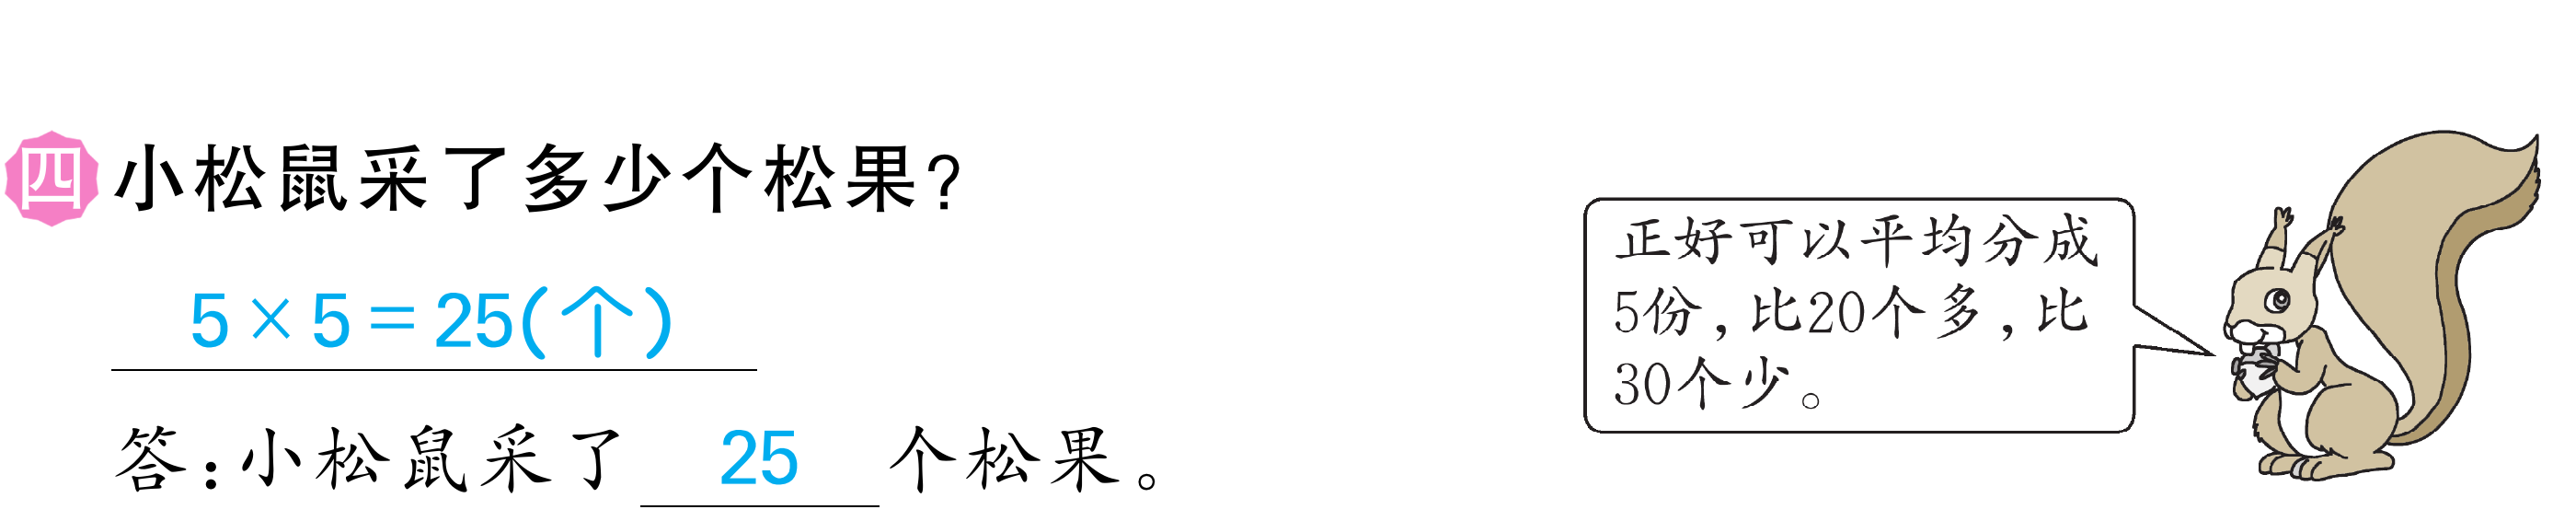 四 小松鼠采了多少个松果?
正好可以平均分成
5份,比20个多,比
30个少。
5×5=25(个)
答:小松鼠采了 25 个松果。